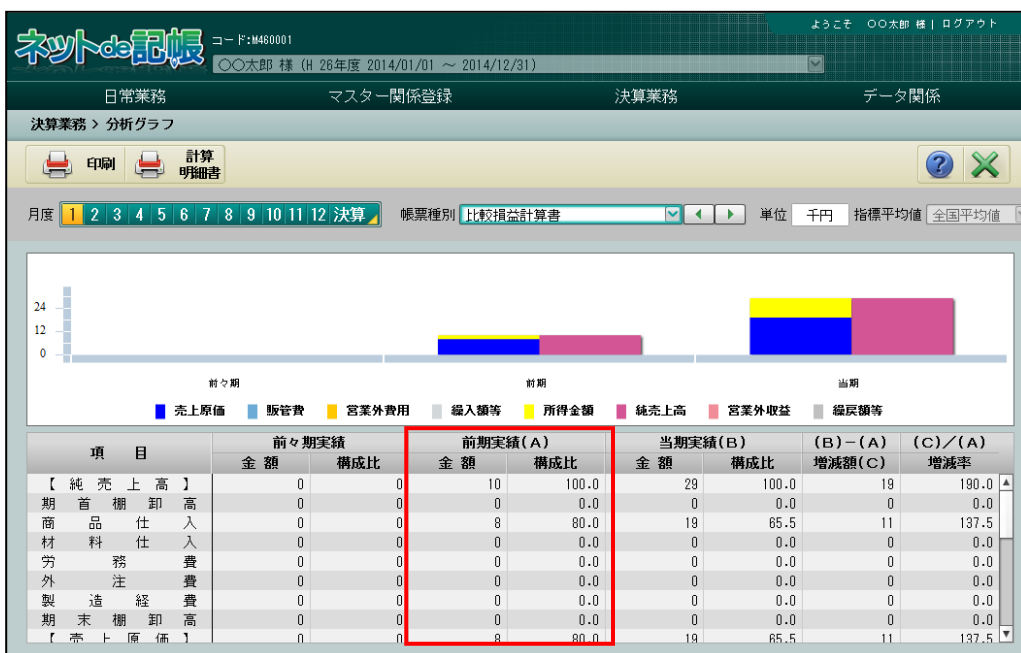 ようこそ 〇〇太郎 様 | ログアウト
ネットde記帳
コード:M460001
〇〇太郎 様 (H 26年度 2014/01/01 ～ 2014/12/31)
日常業務 マスター関係登録 決算業務 データ関係
決算業務 > 分析グラフ
印刷 計算明細書
月度 1 2 3 4 5 6 7 8 9 10 11 12 決算 帳票種別 比較損益計算書 単位 千円 指標平均値 全国平均値
24
12
0
前々期 前期 当期
売上原価 販管費 営業外費用 繰入額等 所得金額 純売上高 営業外収益 繰戻額等
項目 前々期実績 前期実績(A) 当期実績(B) (B)－(A) (C)／(A)
金額 構成比 金額 構成比 金額 構成比 増減額(C) 増減率
【純売上高】 0 0 10 100.0 29 100.0 19 190.0
期首棚卸高 0 0 0 0.0 0 0.0 0 0.0
商品仕入 0 0 8 80.0 19 65.5 11 137.5
材料仕入 0 0 0 0.0 0 0.0 0 0.0
労務費 0 0 0 0.0 0 0.0 0 0.0
外注費 0 0 0 0.0 0 0.0 0 0.0
製造経費 0 0 0 0.0 0 0.0 0 0.0
期末棚卸高 0 0 0 0.0 0 0.0 0 0.0
【売上原価】 0 0 8 80.0 19 65.5 11 137.5